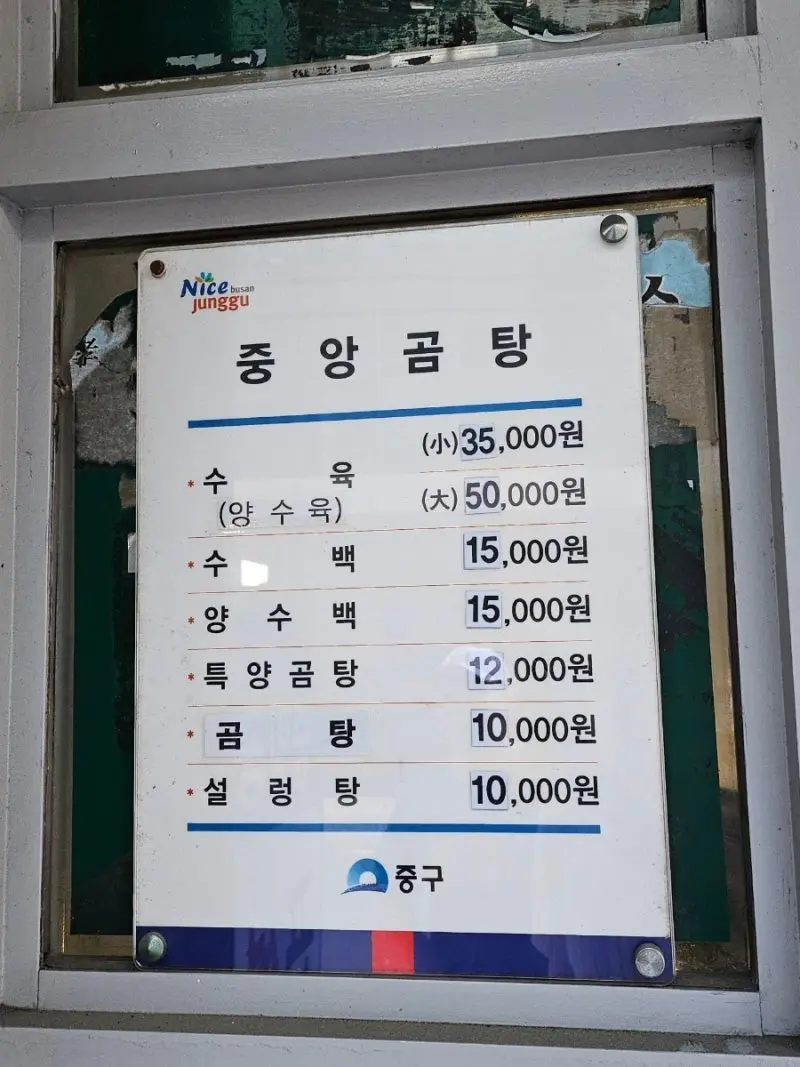 Nice busan
junggu
중앙곰탕
(小)35,000원
* 수육
(양수육)
(大)50,000원
* 수백 15,000원
* 양수백 15,000원
* 특양곰탕 12,000원
* 곰탕 10,000원
* 설렁탕 10,000원
중구